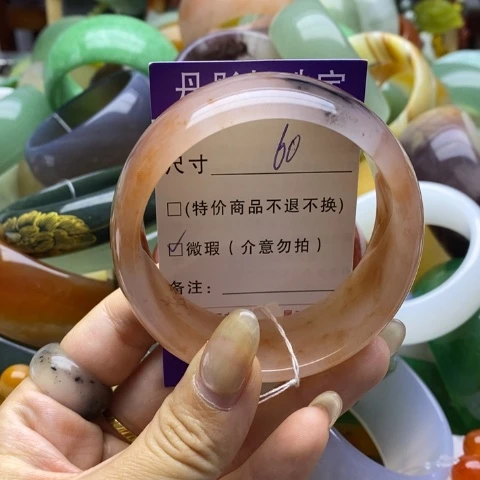 尺寸 60
□(特价商品不退不换)
☑微瑕(介意勿拍)
备注: